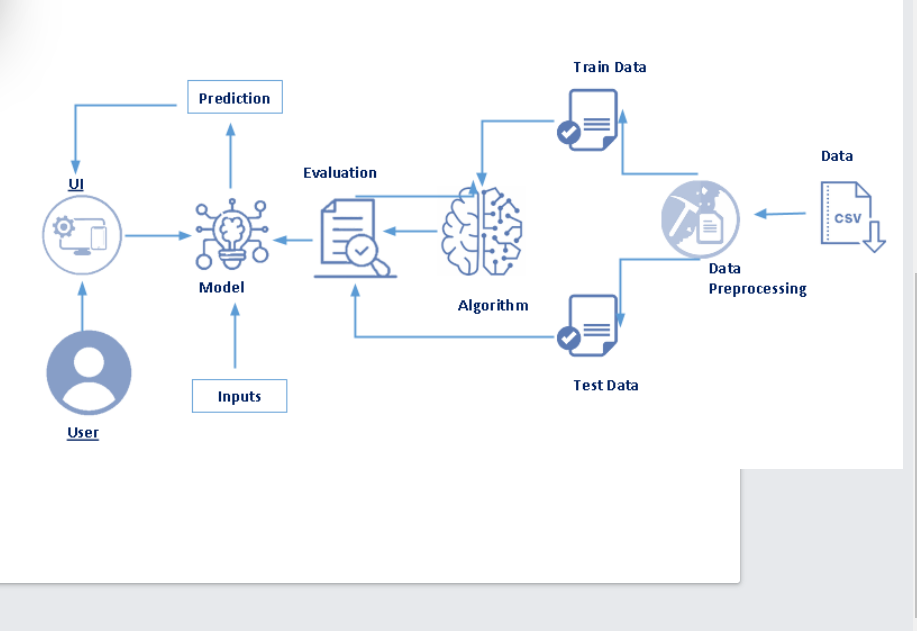 Train Data
Prediction
Data
Evaluation
UI
CSV
Data
Preprocessing
Model
Algorithm
Test Data
Inputs
User